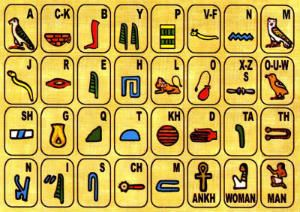 A C-K B Y P V-F N M
J R E H L O X-Z S Q-U-W
SH G Q T KH D TA TH
N I S CH M ANKH WOMAN MAN